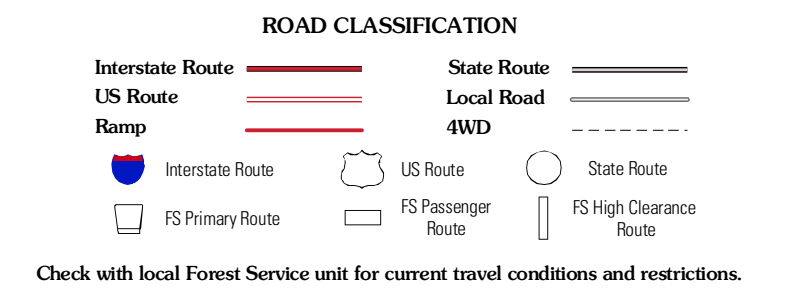 ROAD CLASSIFICATION
Interstate Route
State Route
US Route
Local Road
Ramp
4WD
Interstate Route
US Route
State Route
FS Primary Route
FS Passenger
Route
FS High Clearance
Route
Check with local Forest Service unit for current travel conditions and restrictions.